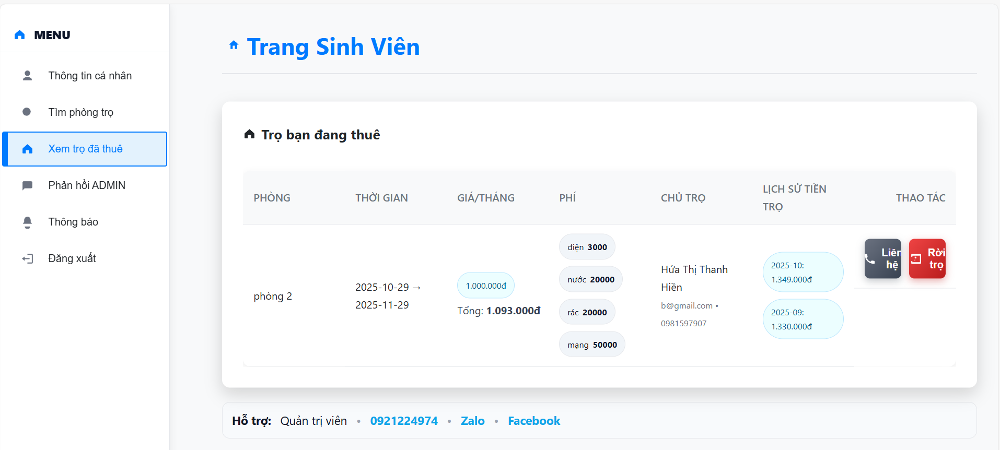 MENU
Thông tin cá nhân
Tìm phòng trọ
Xem trọ đã thuê
Phản hồi ADMIN
Thông báo
Đăng xuất
Trang Sinh Viên
Trọ bạn đang thuê
PHÒNG
THỜI GIAN
GIÁ/THÁNG
PHÍ
CHỦ TRỌ
LỊCH SỬ TIỀN
TRỌ
THAO TÁC
phòng 2
2025-10-29 →
2025-11-29
1.000.000đ
Tổng: 1.093.000đ
điện 3000
nước 20000
rác 20000
mạng 50000
Hứa Thị Thanh
Hiền
b@gmail.com •
0981597907
2025-10:
1.349.000đ
2025-09:
1.330.000đ
Liên
hệ
Rời
trọ
Hỗ trợ: Quản trị viên • 0921224974 • Zalo • Facebook